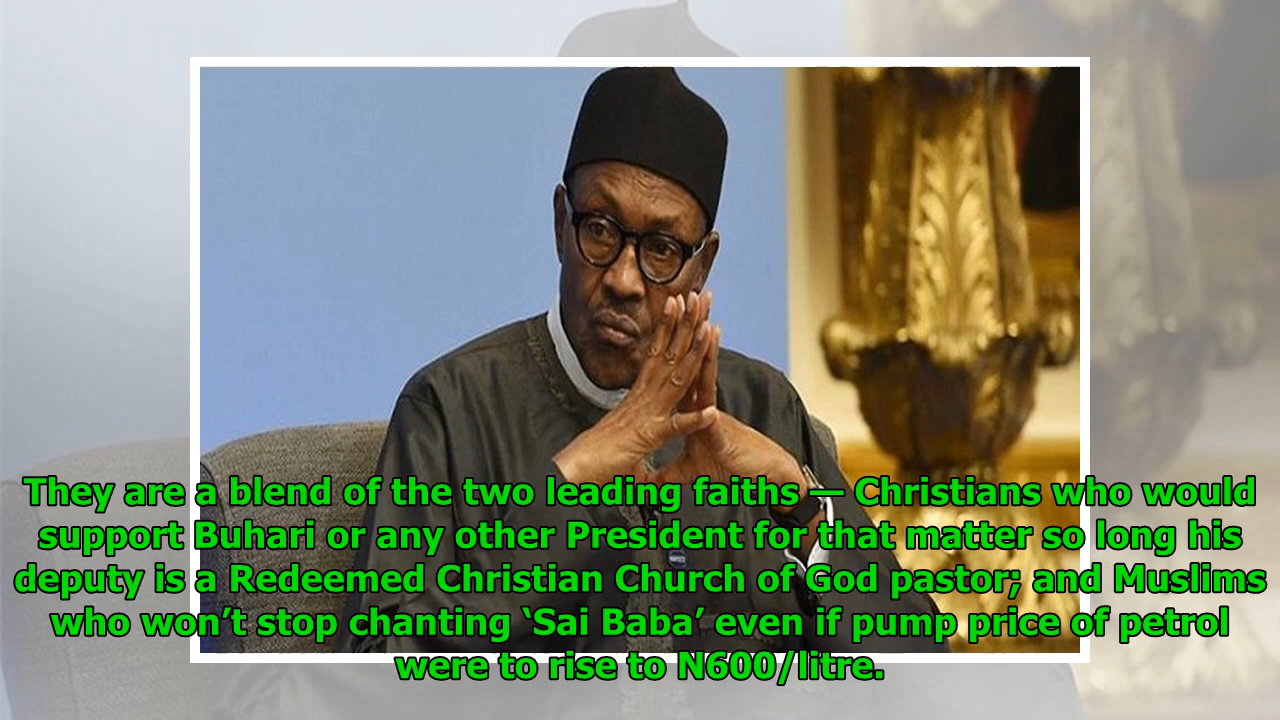 They are a blend of the two leading faiths — Christians who would
support Buhari or any other President for that matter so long his
deputy is a Redeemed Christian Church of God pastor; and Muslims
who won’t stop chanting ‘Sai Baba’ even if pump price of petrol
were to rise to N600/litre.